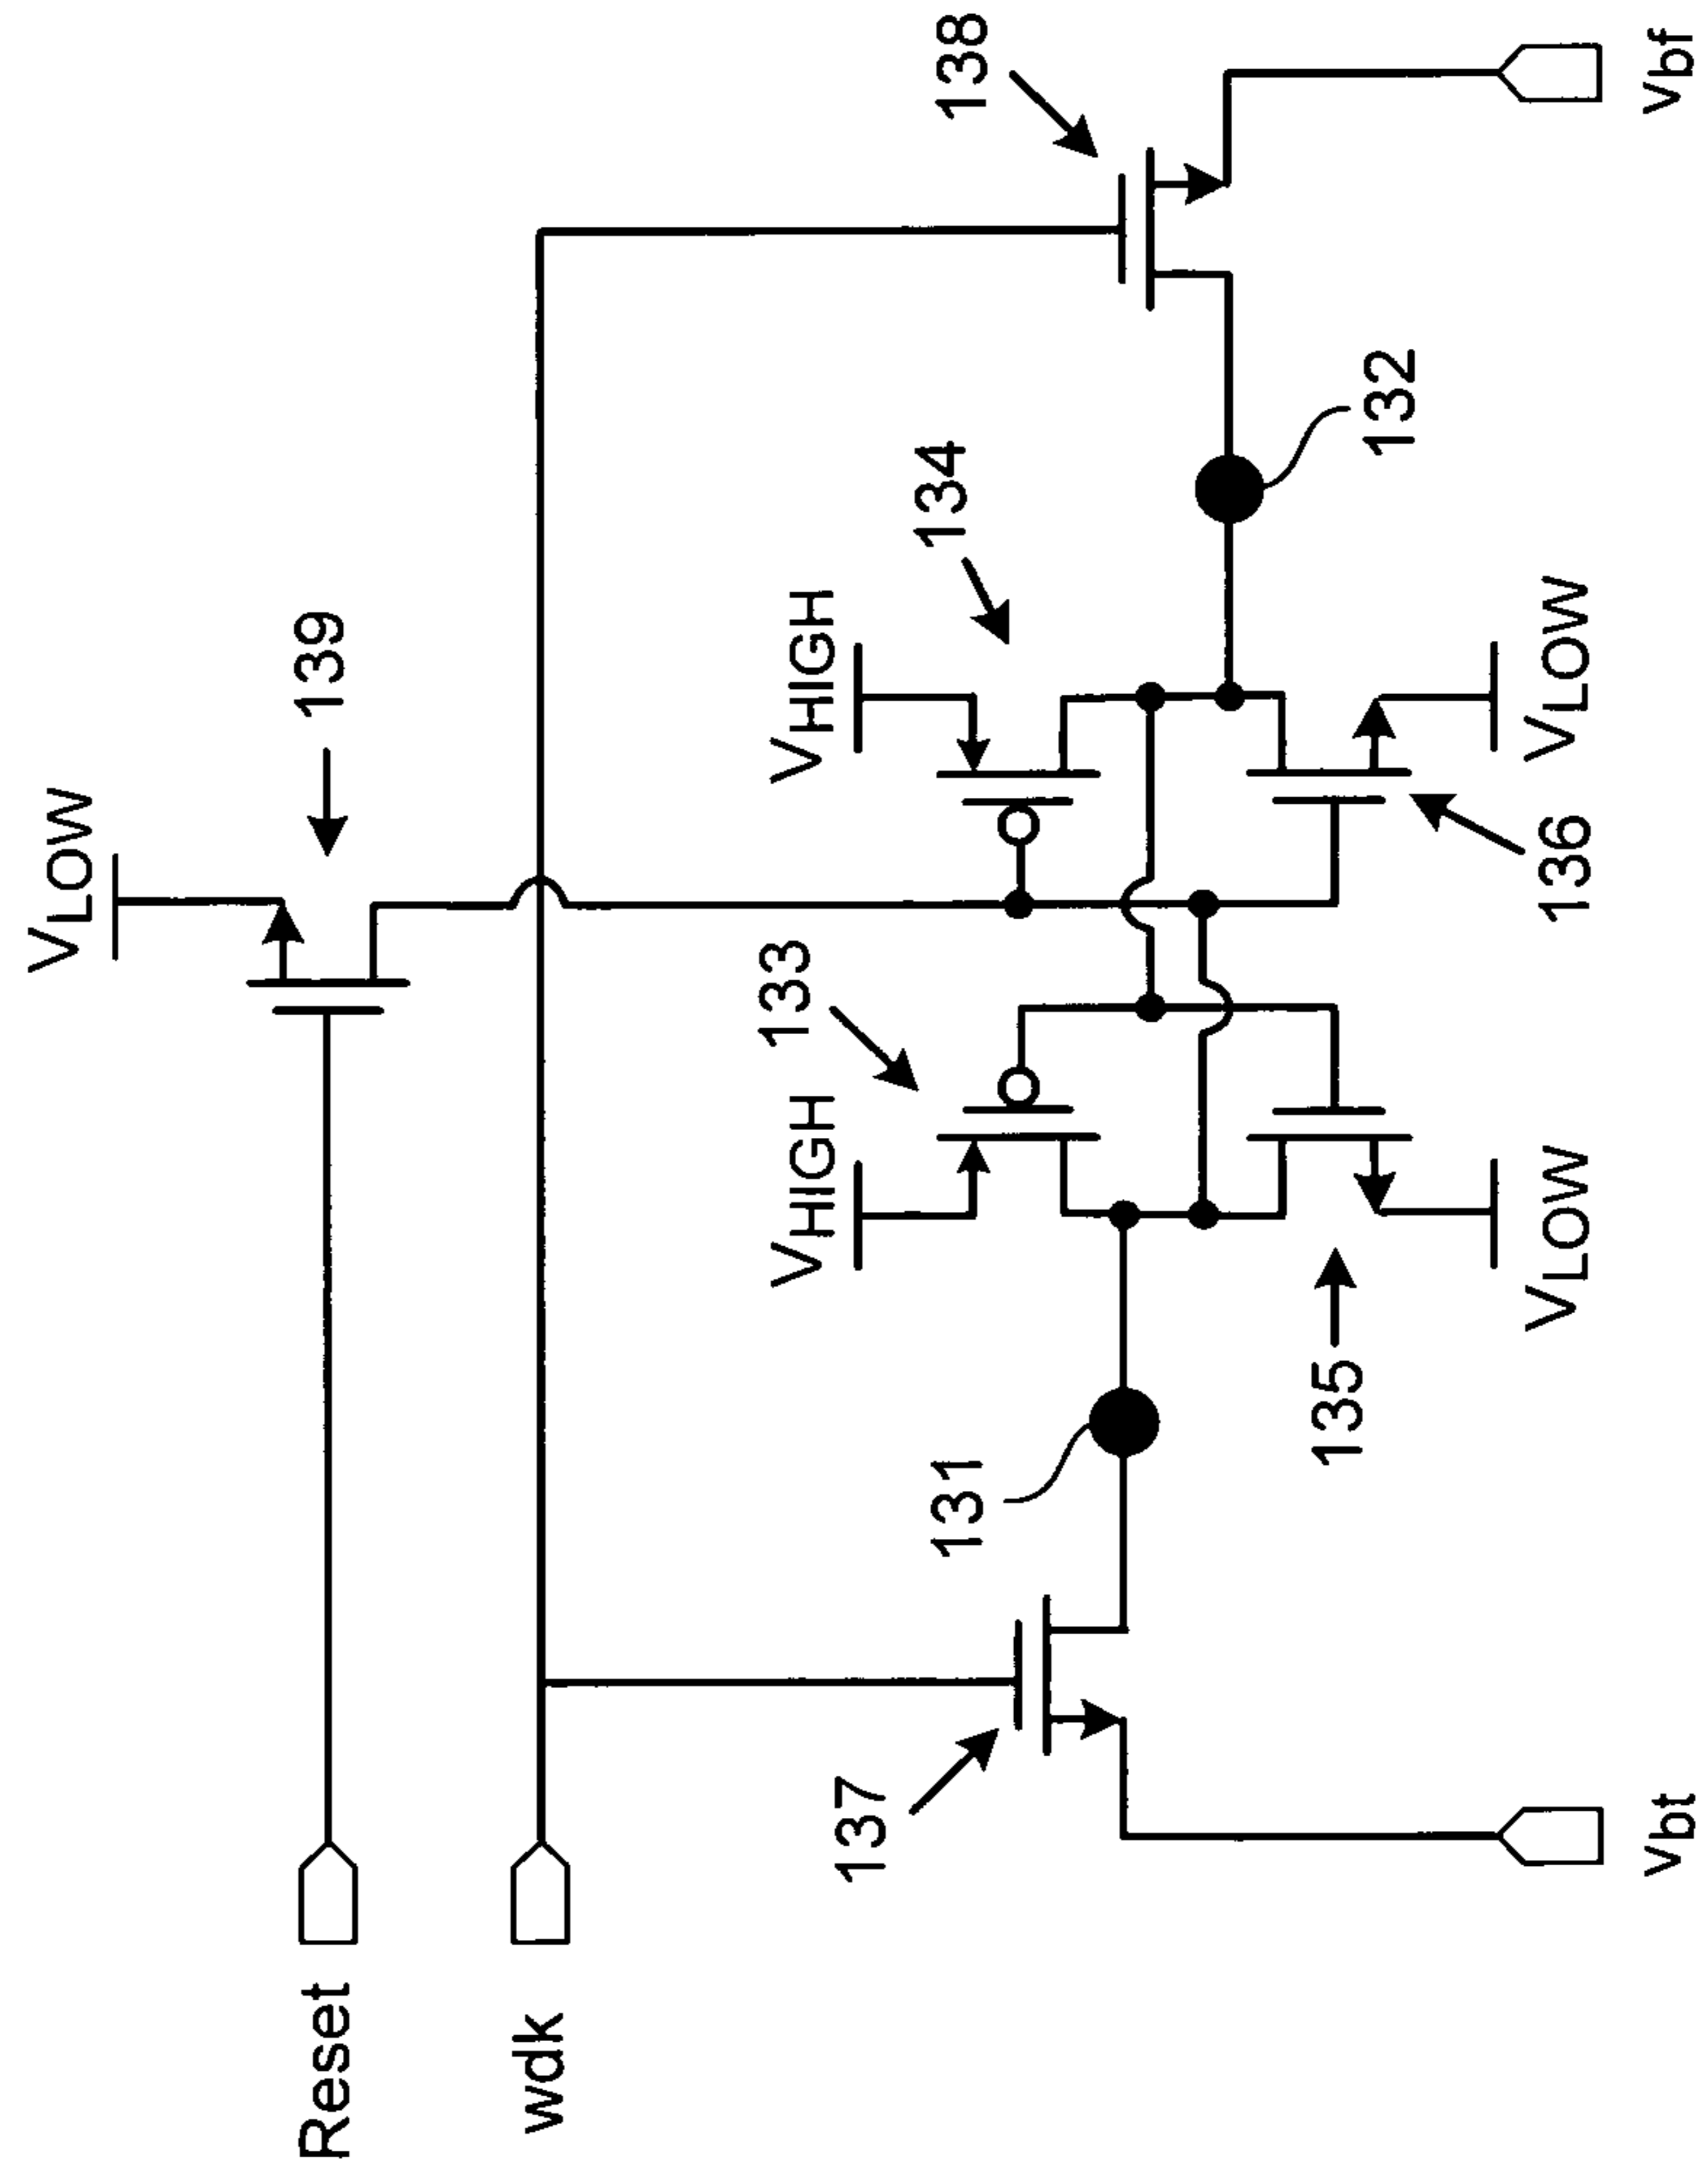 VLOW
Reset
139
wdk
VHIGH
133
VHIGH
137
131
134
138
135
132
VLOW
136
VLOW
vbt
vbf